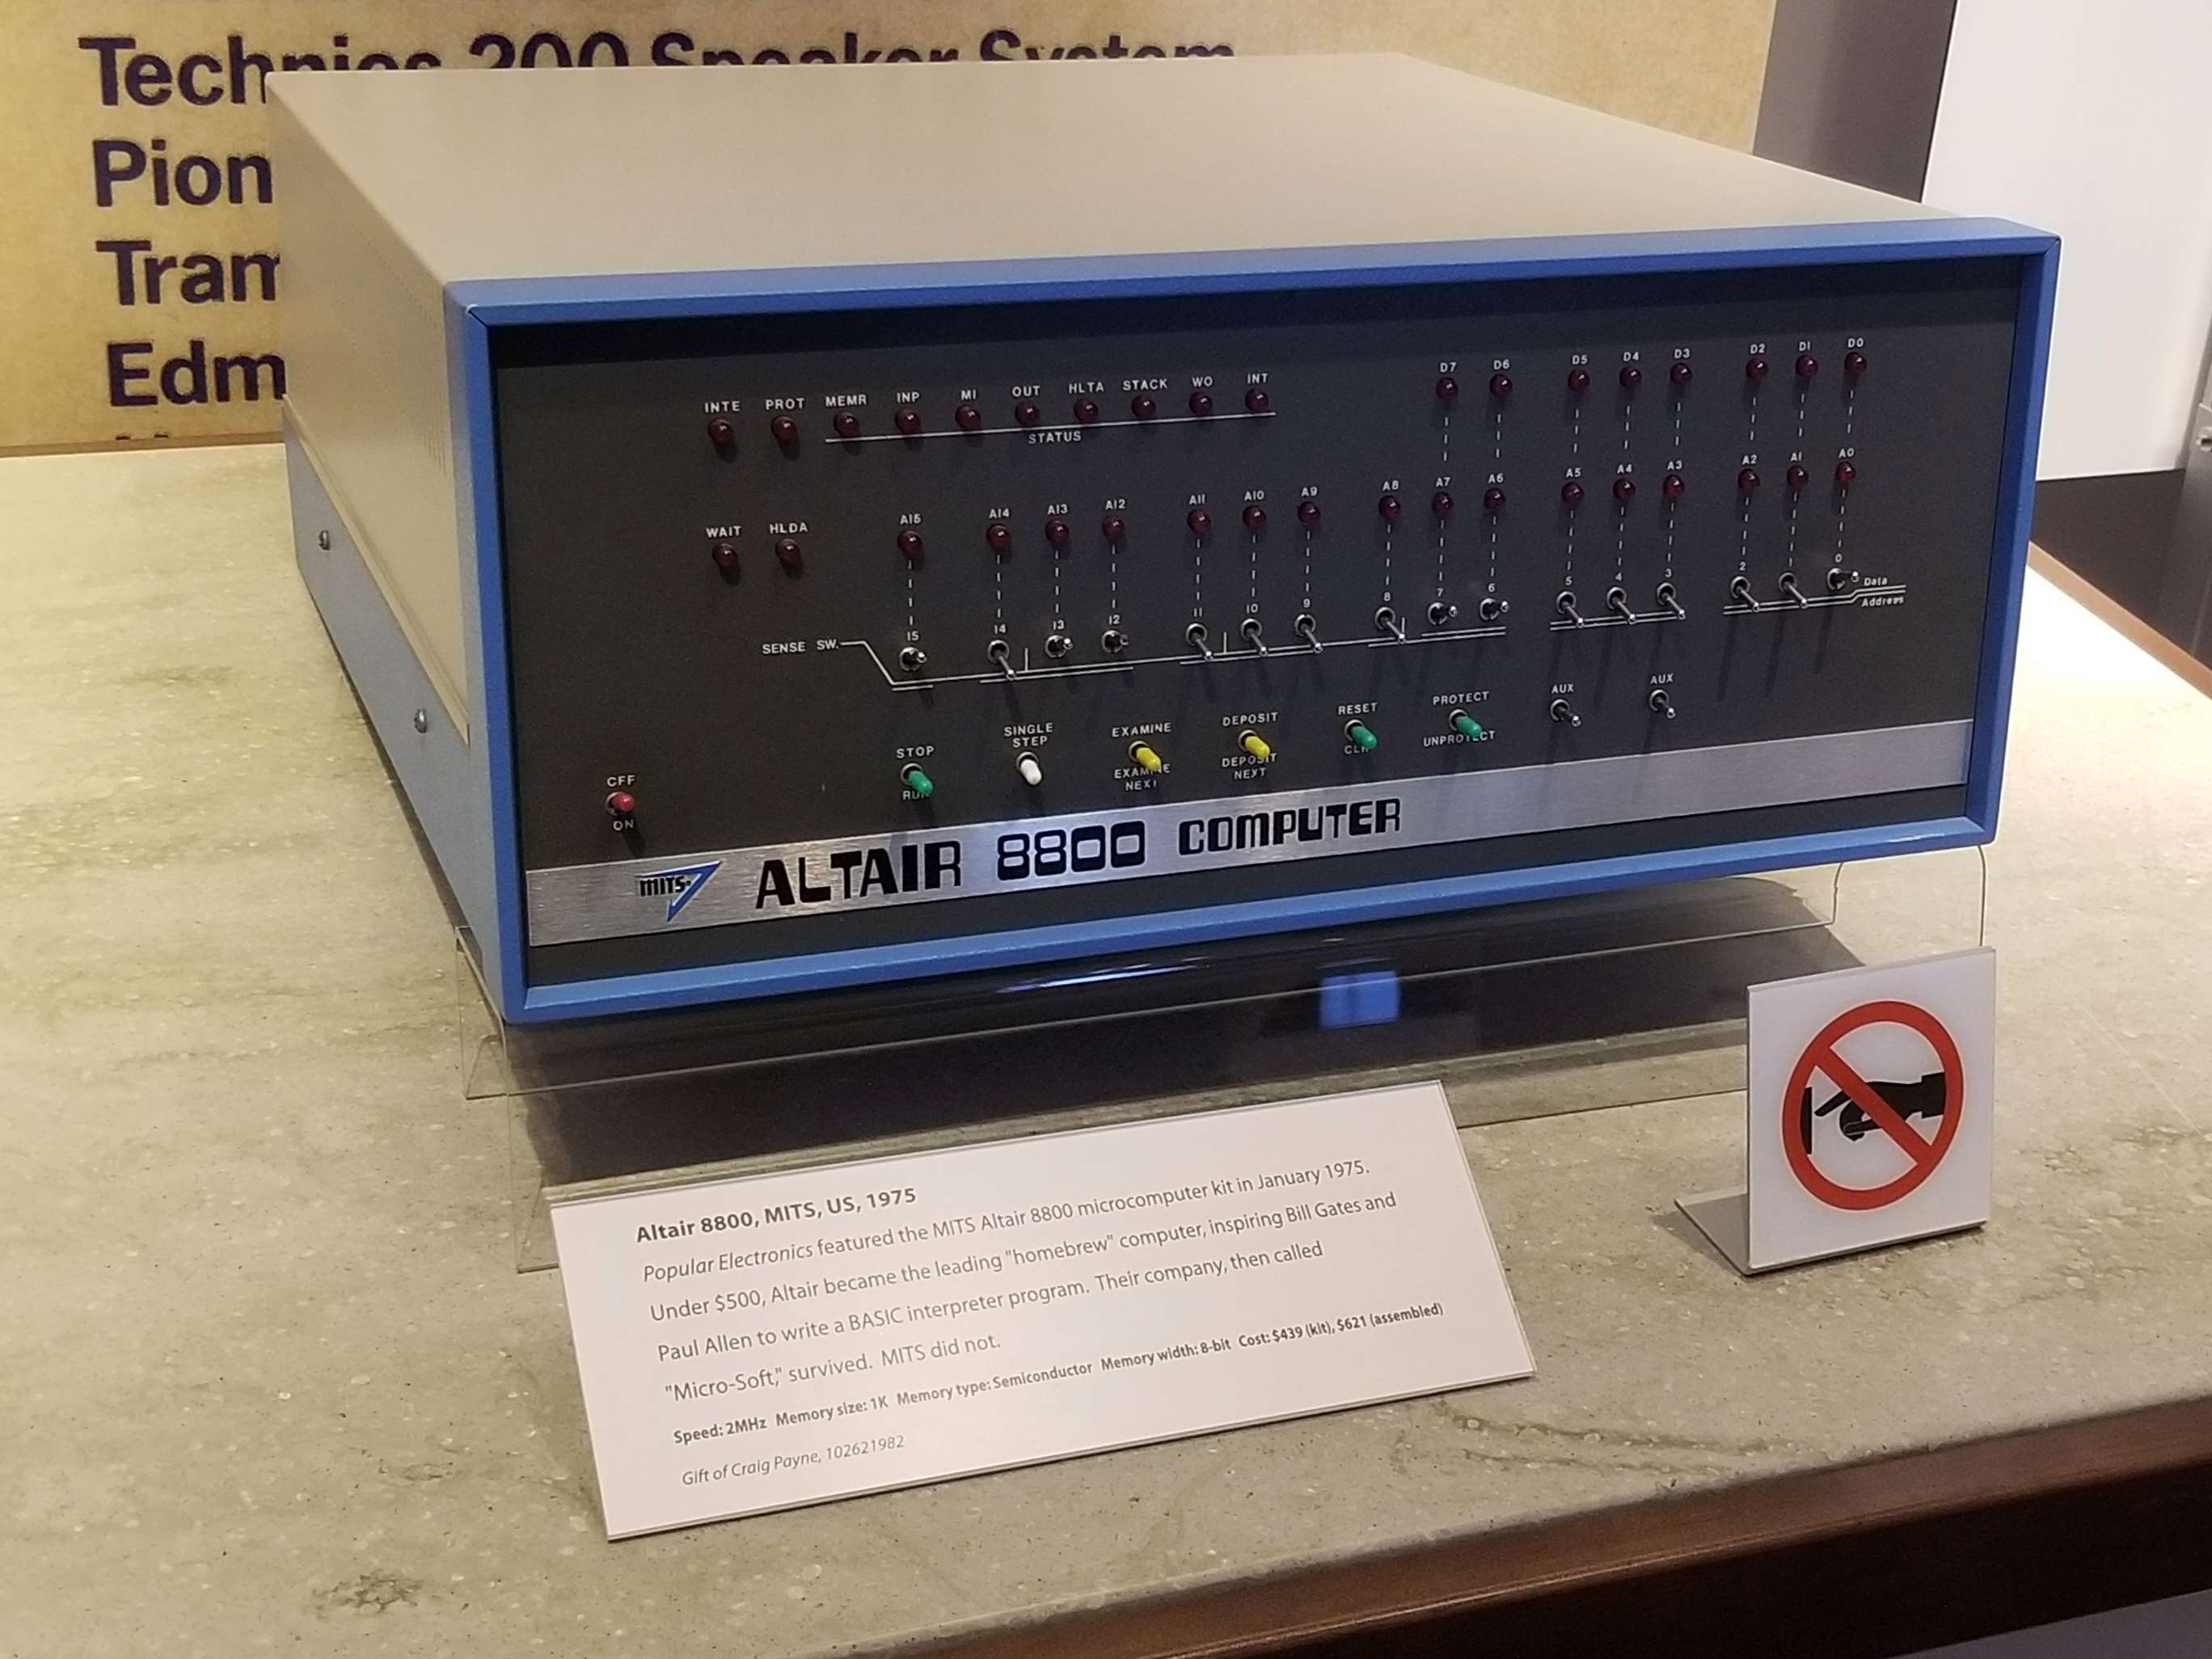 Technics 200 Speaker System
Pion
Tran
Edm
INTE PROT MEMR INP MI OUT HLTA STACK WO INT
D7 D6 D5 D4 D3 D2 D1 D0
STATUS
WAIT HLDA A15 A14 A13 A12 A11 A10 A9 A8 A7 A6 A5 A4 A3 A2 A1 A0
SENSE SW. 15 14 13 12 11 10 9 8 7 6 5 4 3 2 0
Data
Address
OFF STOP SINGLE STEP EXAMINE DEPOSIT RESET PROTECT AUX AUX
ON RUN EXAMINE NEXT DEPOSIT NEXT CLR UNPROTECT
MITS ALTAIR 8800 COMPUTER
Altair 8800, MITS, US, 1975
Popular Electronics featured the MITS Altair 8800 microcomputer kit in January 1975.
Under $500, Altair became the leading "homebrew" computer, inspiring Bill Gates and
Paul Allen to write a BASIC interpreter program. Their company, then called
"Micro-Soft," survived. MITS did not.
Speed: 2MHz Memory size: 1K Memory type: Semiconductor Memory width: 8-bit Cost: $439 (kit), $621 (assembled)
Gift of Craig Payne, 102621982